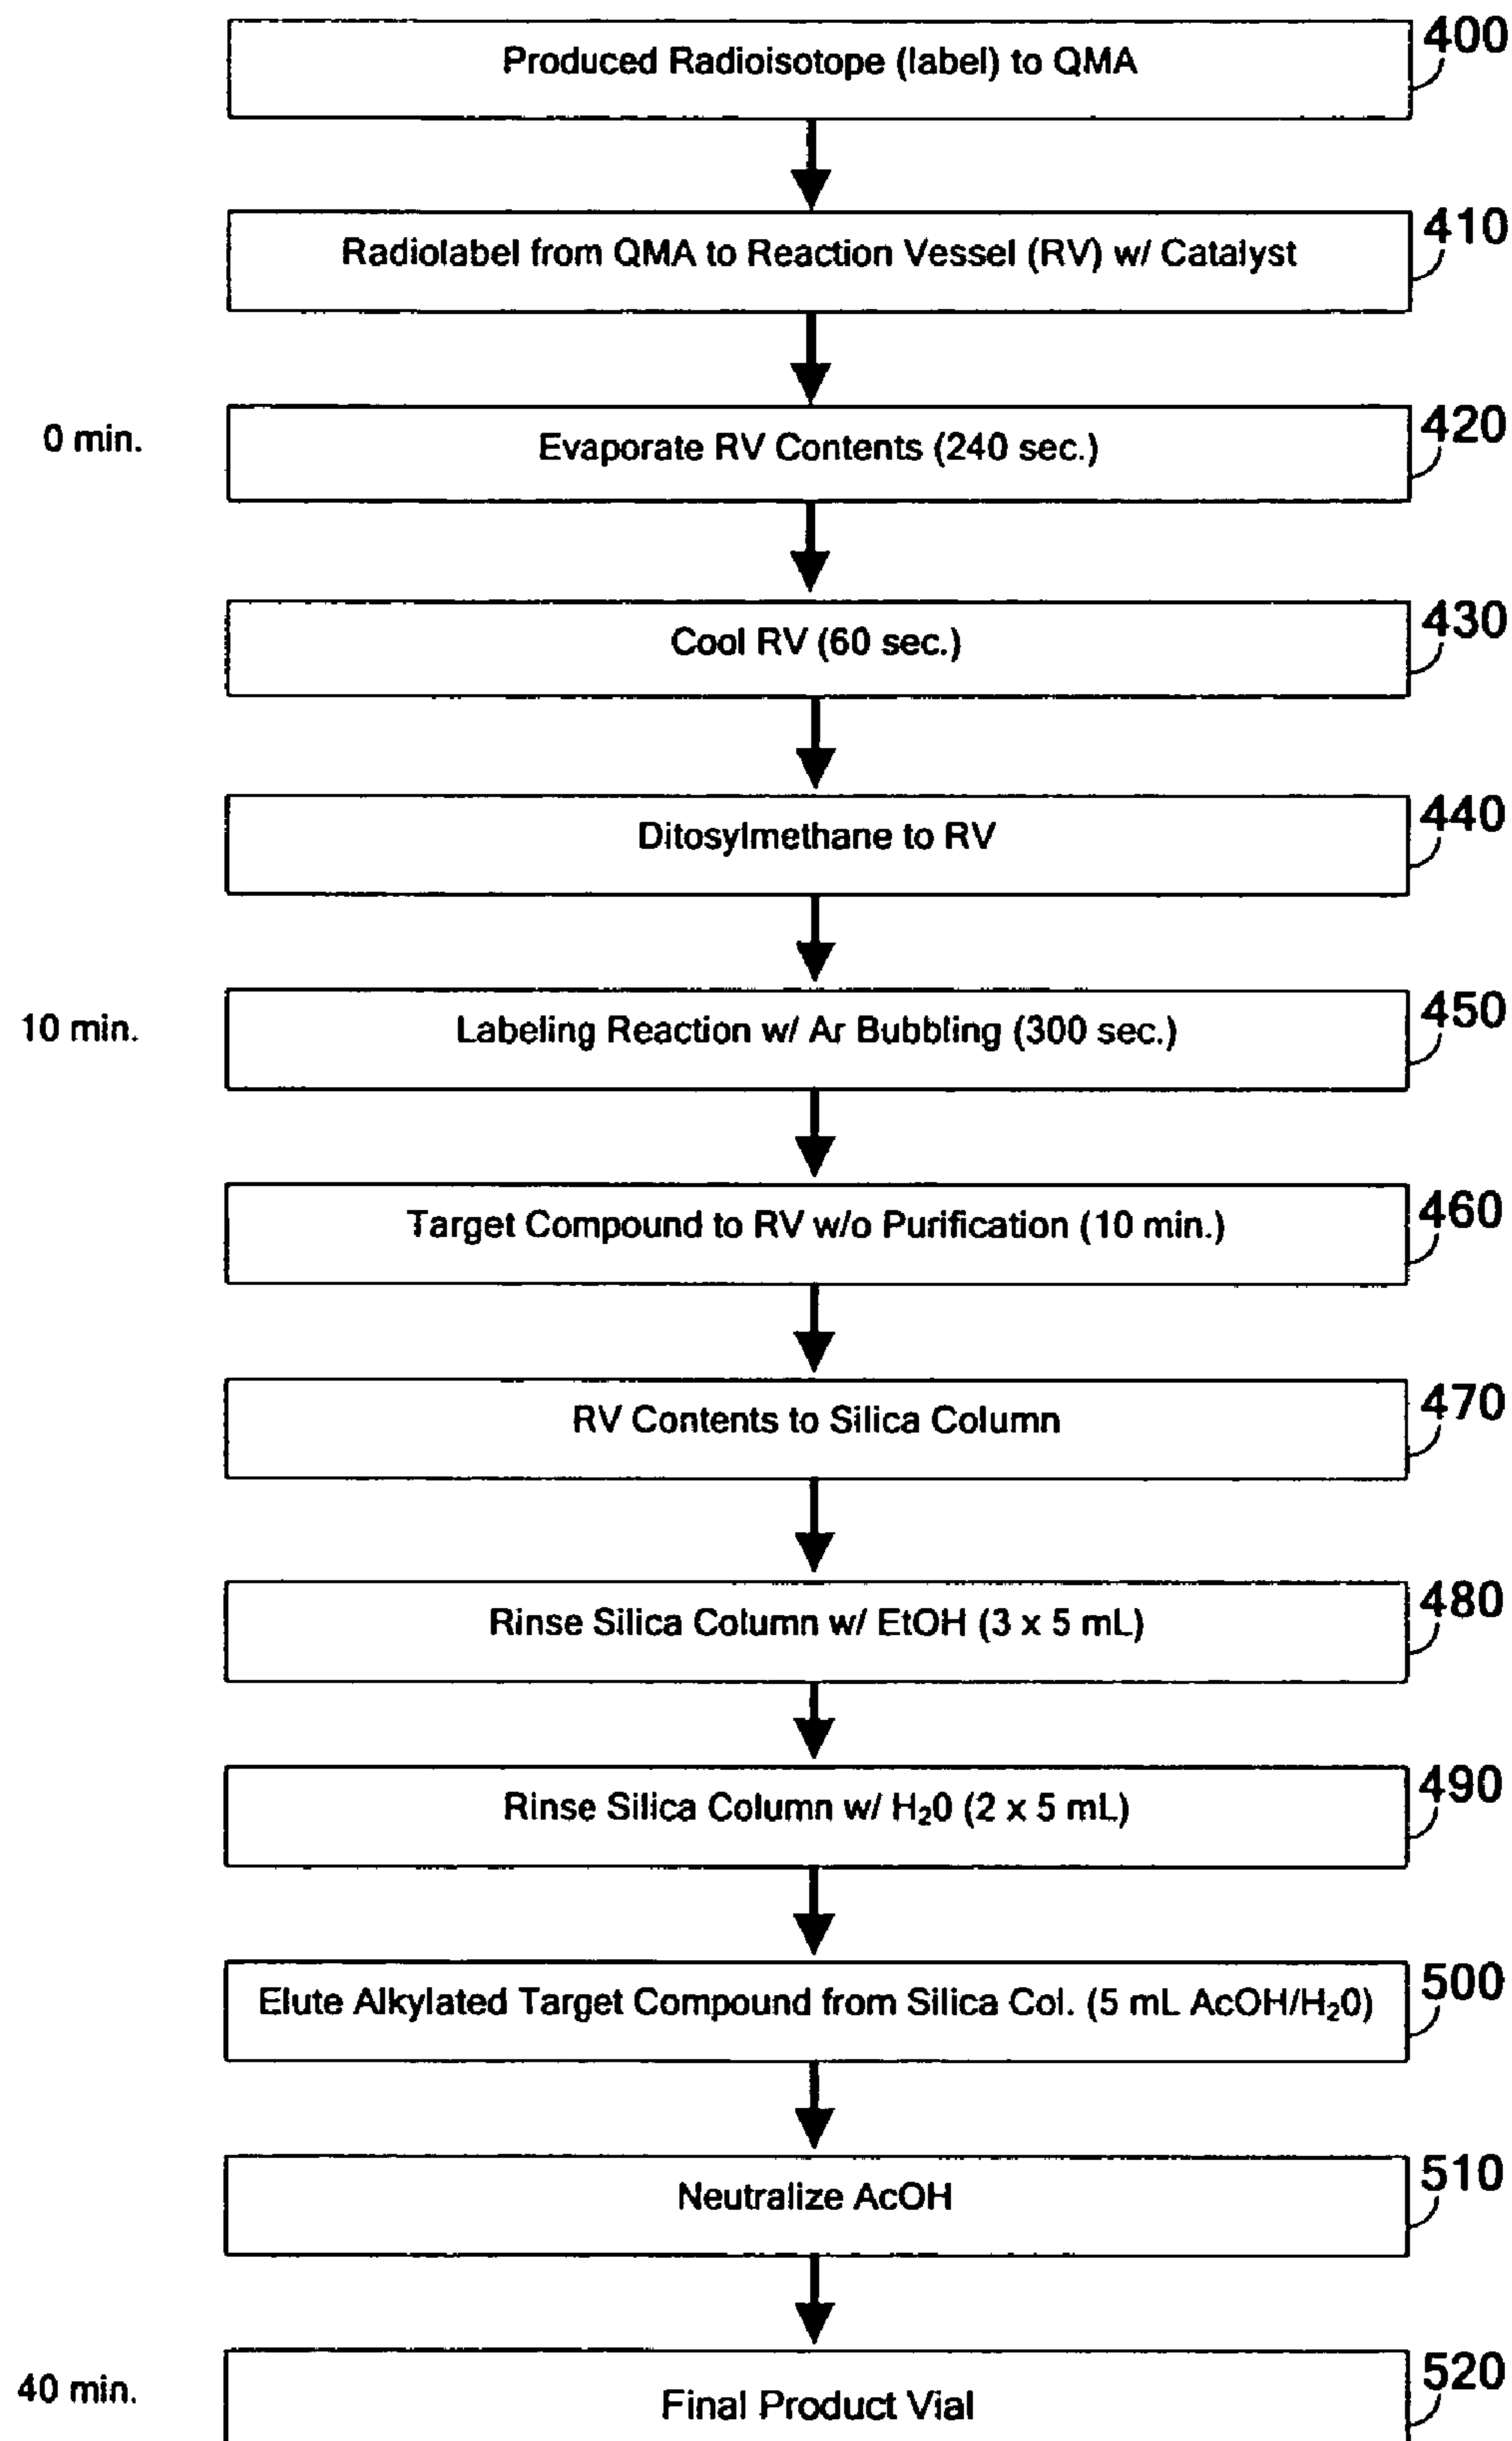 Produced Radioisotope (label) to QMA
400
Radiolabel from QMA to Reaction Vessel (RV) w/ Catalyst
410
0 min.
Evaporate RV Contents (240 sec.)
420
Cool RV (60 sec.)
430
Ditosylmethane to RV
440
10 min.
Labeling Reaction w/ Ar Bubbling (300 sec.)
450
Target Compound to RV w/o Purification (10 min.)
460
RV Contents to Silica Column
470
Rinse Silica Column w/ EtOH (3 x 5 mL)
480
Rinse Silica Column w/ H₂0 (2 x 5 mL)
490
Elute Alkylated Target Compound from Silica Col. (5 mL AcOH/H₂0)
500
Neutralize AcOH
510
40 min.
Final Product Vial
520